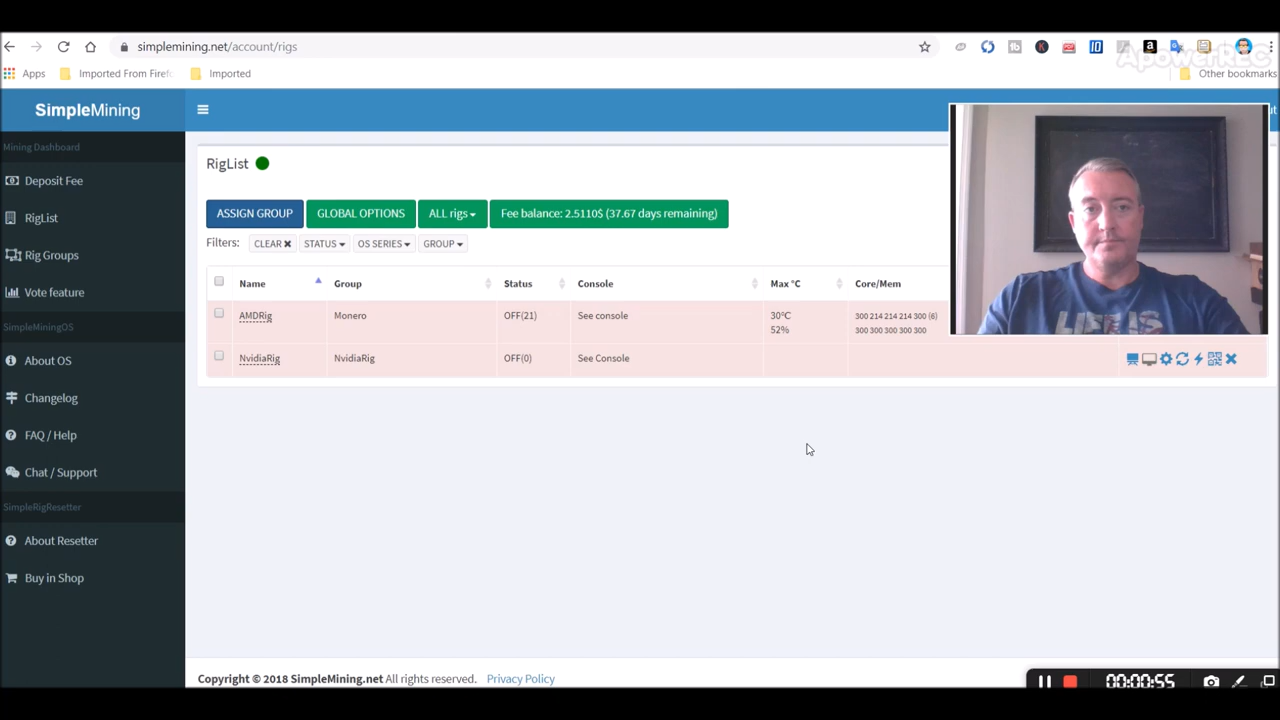 simplemining.net/account/rigs
ApowerREC
Apps Imported From Firef Imported Other bookmarks
SimpleMining
Mining Dashboard
Deposit Fee
RigList
Rig Groups
Vote feature
SimpleMiningOS
About OS
Changelog
FAQ / Help
Chat / Support
SimpleRigResetter
About Resetter
Buy in Shop
RigList
ASSIGN GROUP GLOBAL OPTIONS ALL rigs Fee balance: 2.5110$ (37.67 days remaining)
Filters: CLEAR STATUS OS SERIES GROUP
Name Group Status Console Max °C Core/Mem
AMDRig Monero OFF(21) See console 30°C 300 214 214 214 300 (6)
52% 300 300 300 300 300
NvidiaRig NvidiaRig OFF(0) See Console
Copyright © 2018 SimpleMining.net All rights reserved. Privacy Policy
00:00:55